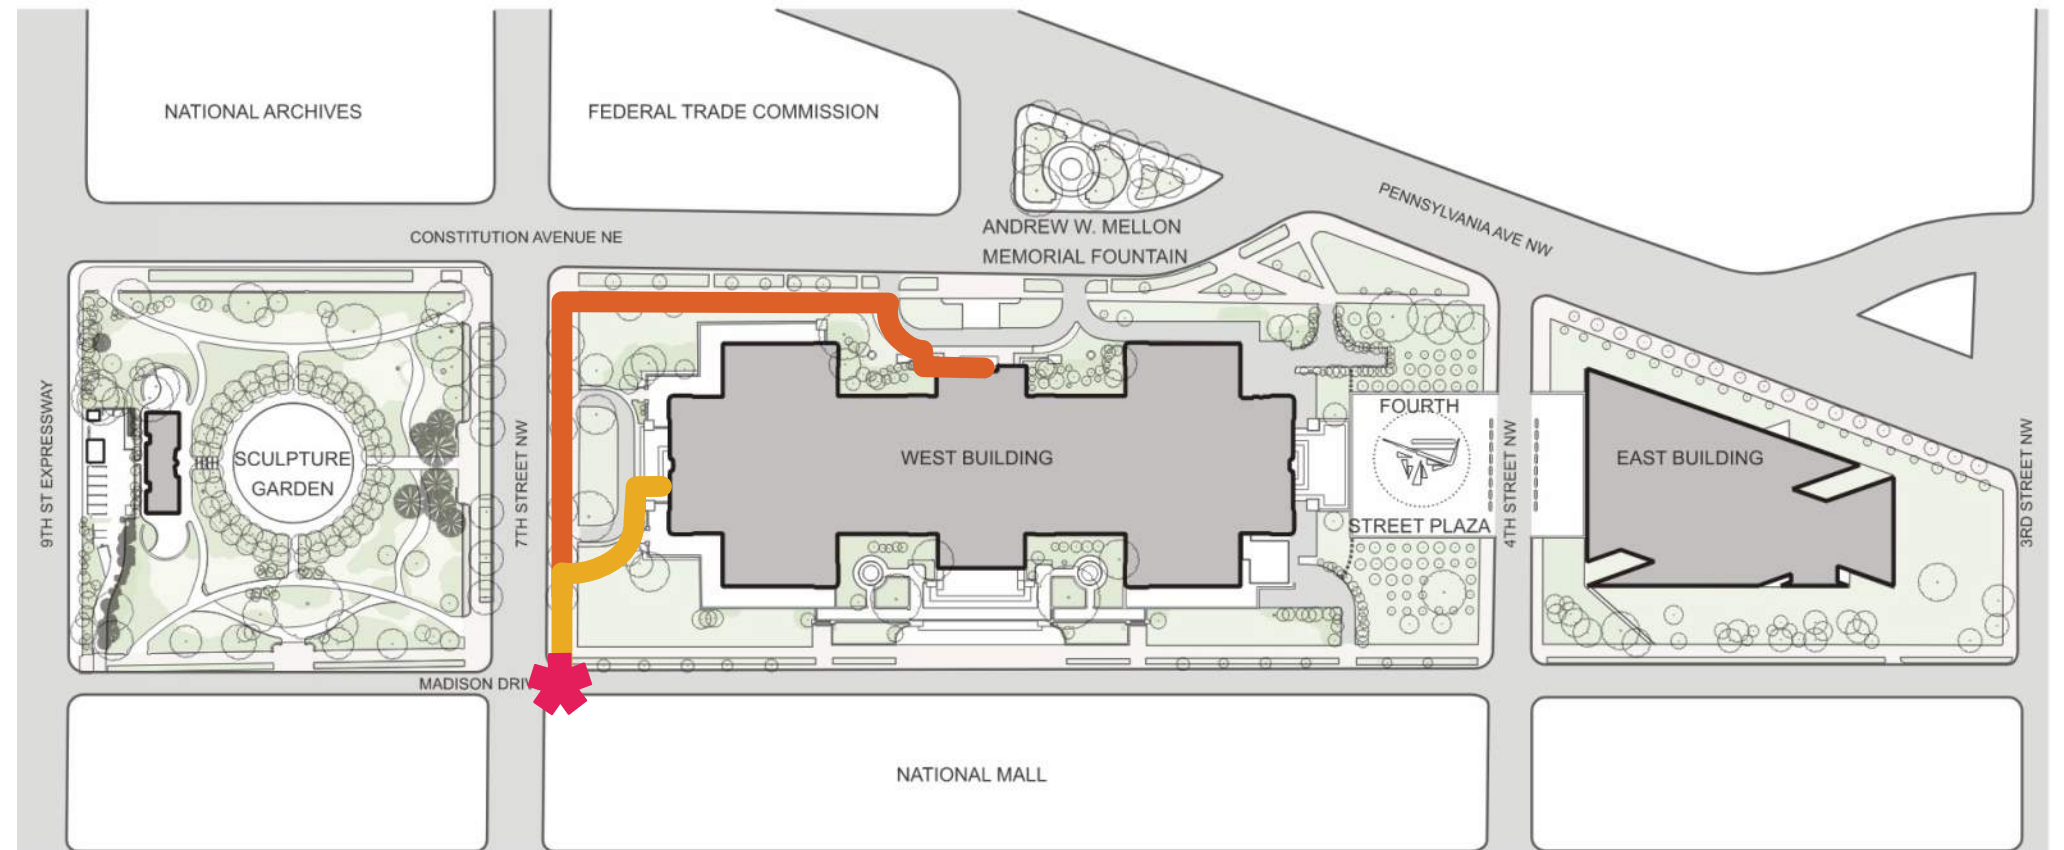 NATIONAL ARCHIVES
FEDERAL TRADE COMMISSION
PENNSYLVANIA AVE NW
CONSTITUTION AVENUE NE
ANDREW W. MELLON
MEMORIAL FOUNTAIN
9TH ST EXPRESSWAY
SCULPTURE
GARDEN
7TH STREET NW
WEST BUILDING
FOURTH
STREET PLAZA
4TH STREET NW
EAST BUILDING
3RD STREET NW
MADISON
NATIONAL MALL